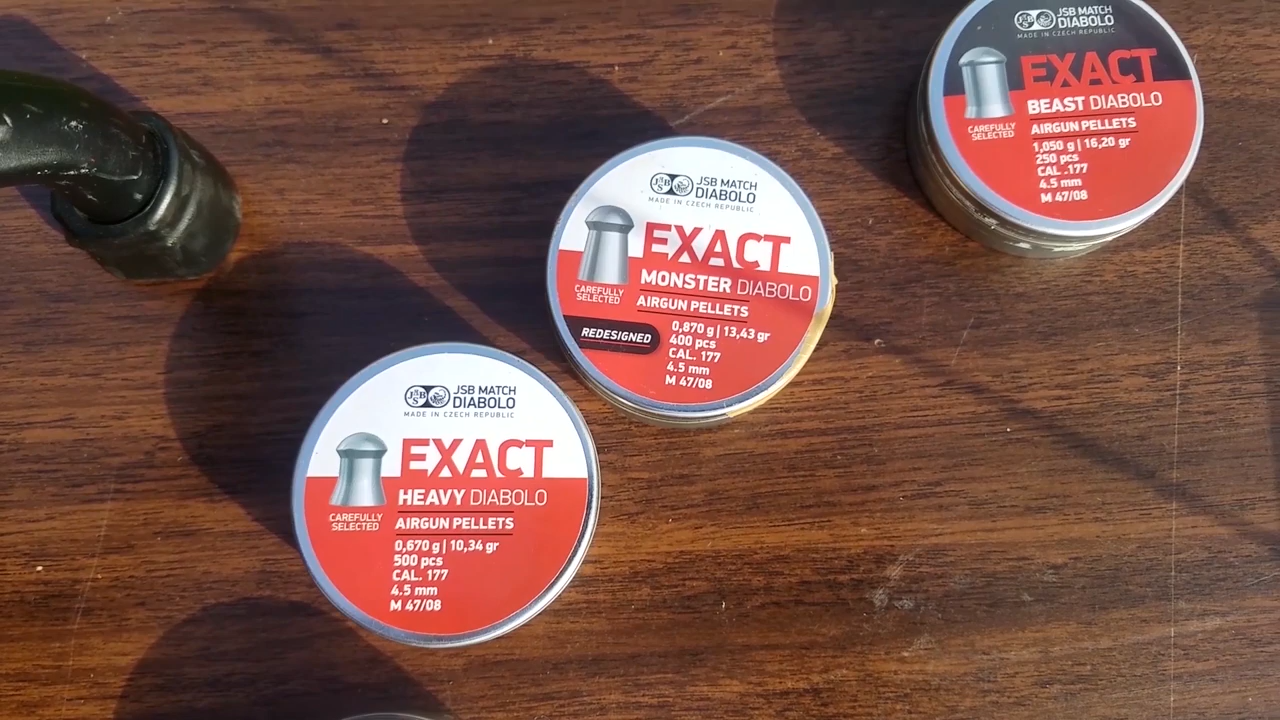 JSB MATCH
DIABOLO
MADE IN CZECH REPUBLIC
EXACT
HEAVY DIABOLO
CAREFULLY
SELECTED
AIRGUN PELLETS
0,670 g | 10,34 gr
500 pcs
CAL. 177
4.5 mm
M 47/08
JSB MATCH
DIABOLO
MADE IN CZECH REPUBLIC
EXACT
MONSTER DIABOLO
CAREFULLY
SELECTED
AIRGUN PELLETS
REDESIGNED
0,870 g | 13,43 gr
400 pcs
CAL. 177
4.5 mm
M 47/08
JSB MATCH
DIABOLO
MADE IN CZECH REPUBLIC
EXACT
BEAST DIABOLO
CAREFULLY
SELECTED
AIRGUN PELLETS
1,050 g | 16,20 gr
250 pcs
CAL .177
4.5 mm
M 47/08